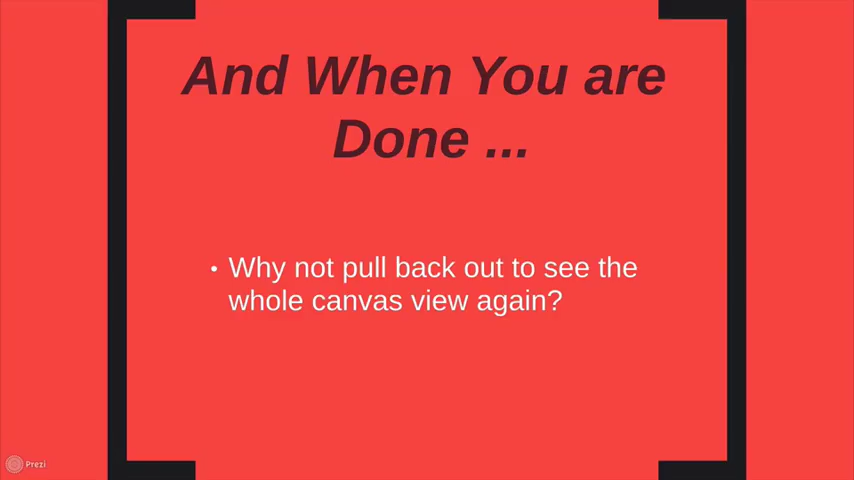 And When You are
Done ...
• Why not pull back out to see the
whole canvas view again?
Prezi